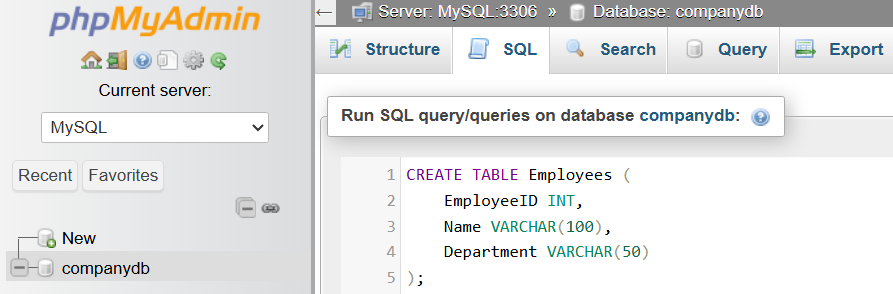 phpMyAdmin
Current server:
MySQL
Recent Favorites
New
companydb
Server: MySQL:3306 » Database: companydb
Structure SQL Search Query Export
Run SQL query/queries on database companydb:
1 CREATE TABLE Employees (
2 EmployeeID INT,
3 Name VARCHAR(100),
4 Department VARCHAR(50)
5 );